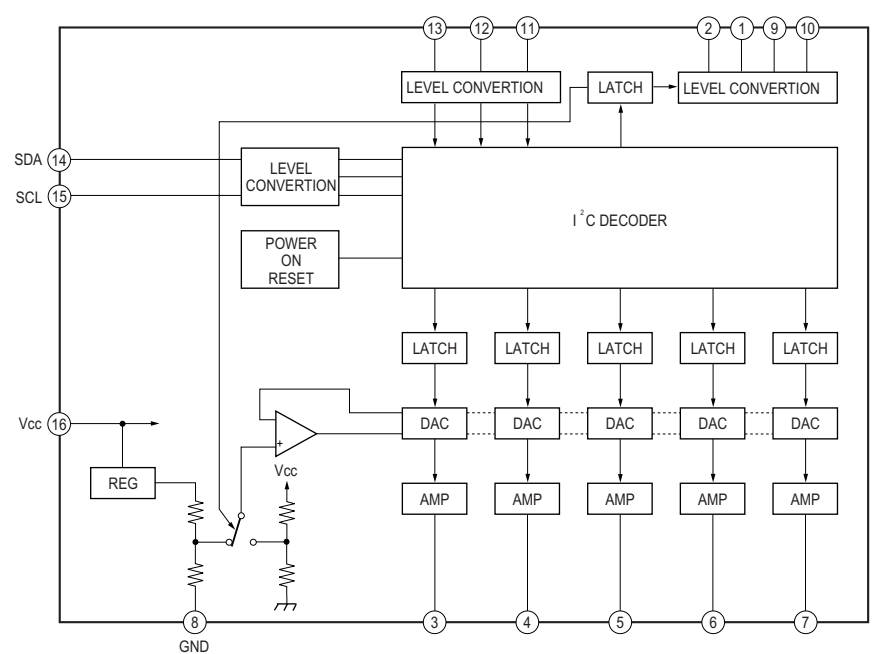 13 12 11 2 1 9 10
LEVEL CONVERTION LATCH LEVEL CONVERTION
SDA 14
LEVEL
CONVERTION
SCL 15
I²C DECODER
POWER
ON
RESET
LATCH LATCH LATCH LATCH LATCH
Vcc 16
DAC DAC DAC DAC DAC
+
Vcc
REG
AMP AMP AMP AMP AMP
8 3 4 5 6 7
GND